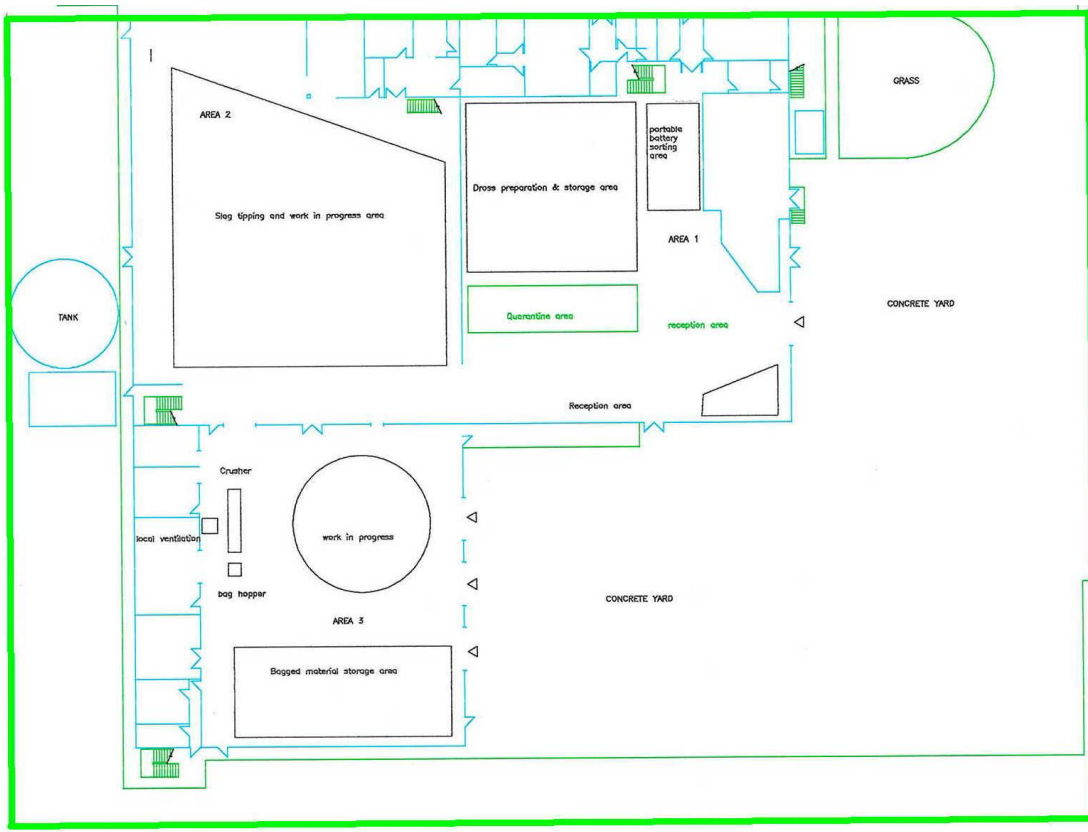 GRASS
AREA 2
portable
battery
sorting
area
Dross preparation & storage area
Slag tipping and work in progress area
AREA 1
CONCRETE YARD
TANK
Quarantine area
reception area
Reception area
Crusher
local ventilation
work in progress
bag hopper
CONCRETE YARD
AREA 3
Bagged material storage area